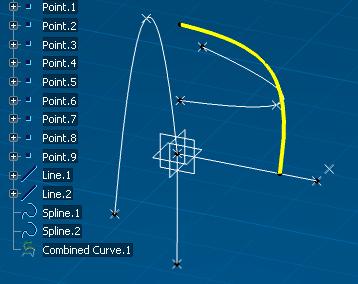 Point.1
Point.2
Point.3
Point.4
Point.5
Point.6
Point.7
Point.8
Point.9
Line.1
Line.2
Spline.1
Spline.2
Combined Curve.1